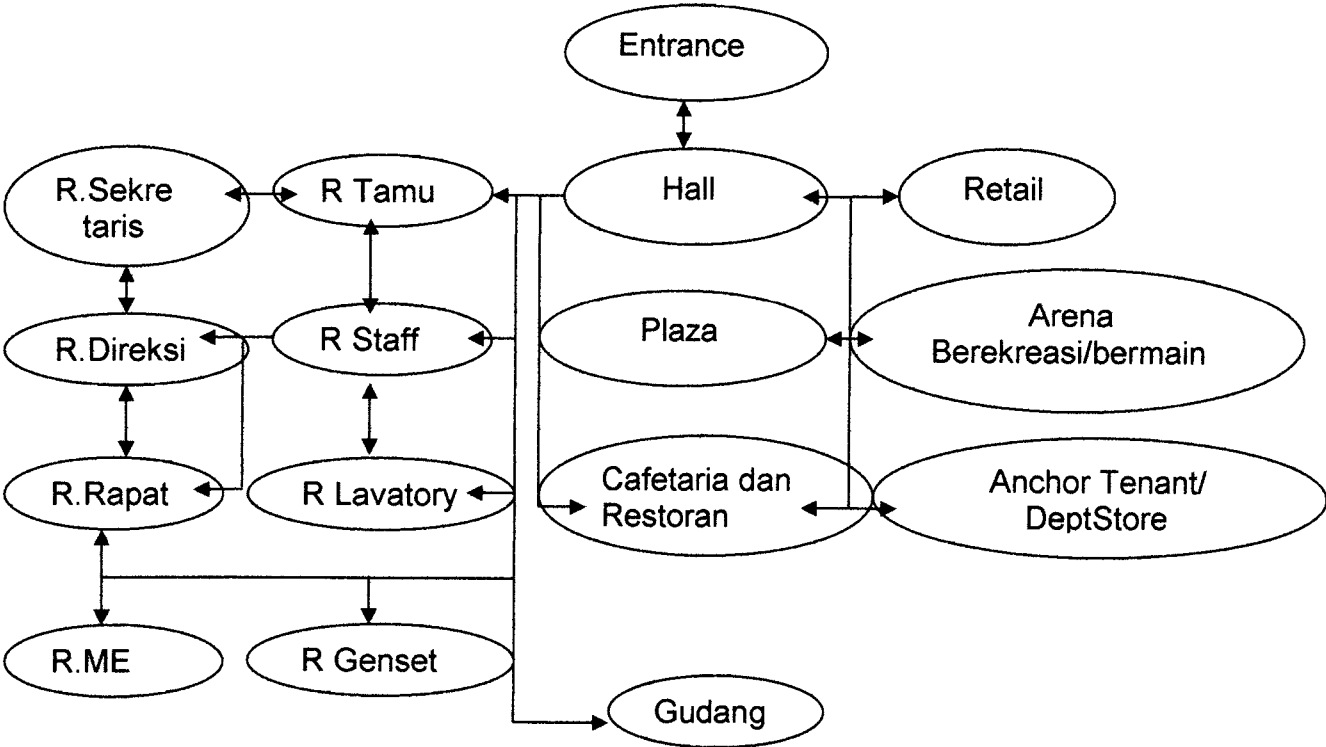 Entrance
R.Sekre
taris
R Tamu
Hall
Retail
R.Direksi
R Staff
Plaza
Arena
Berekreasi/bermain
R.Rapat
R Lavatory
Cafetaria dan
Restoran
Anchor Tenant/
DeptStore
R.ME
R Genset
Gudang